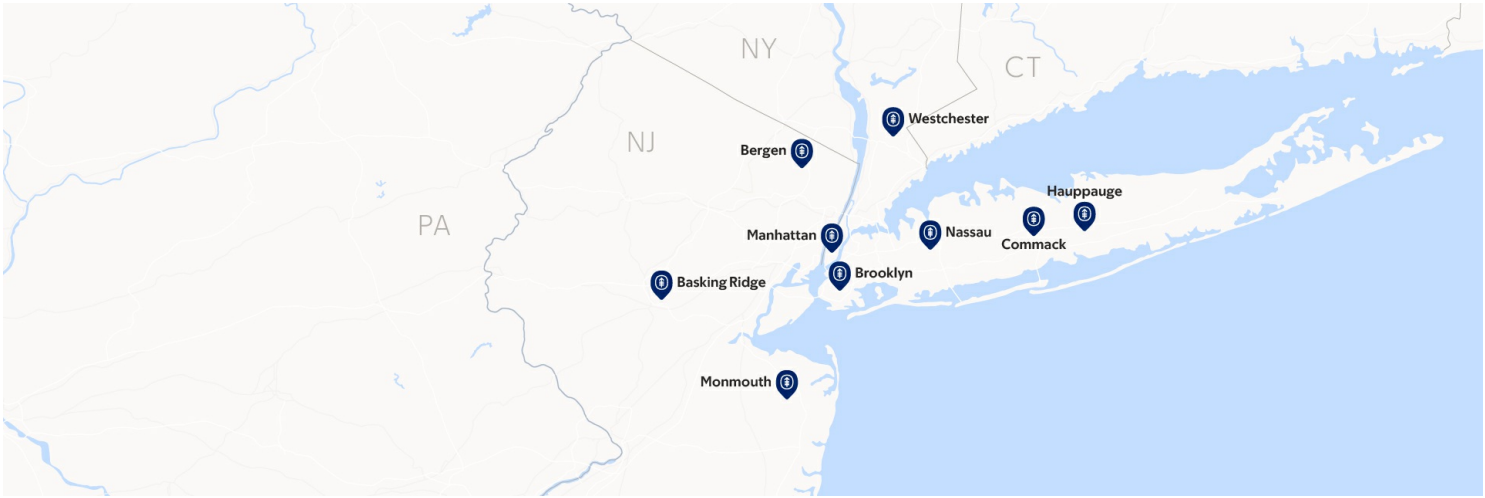 NY
CT
Westchester
NJ
Bergen
Hauppauge
PA
Manhattan
Nassau
Commack
Basking Ridge
Brooklyn
Monmouth